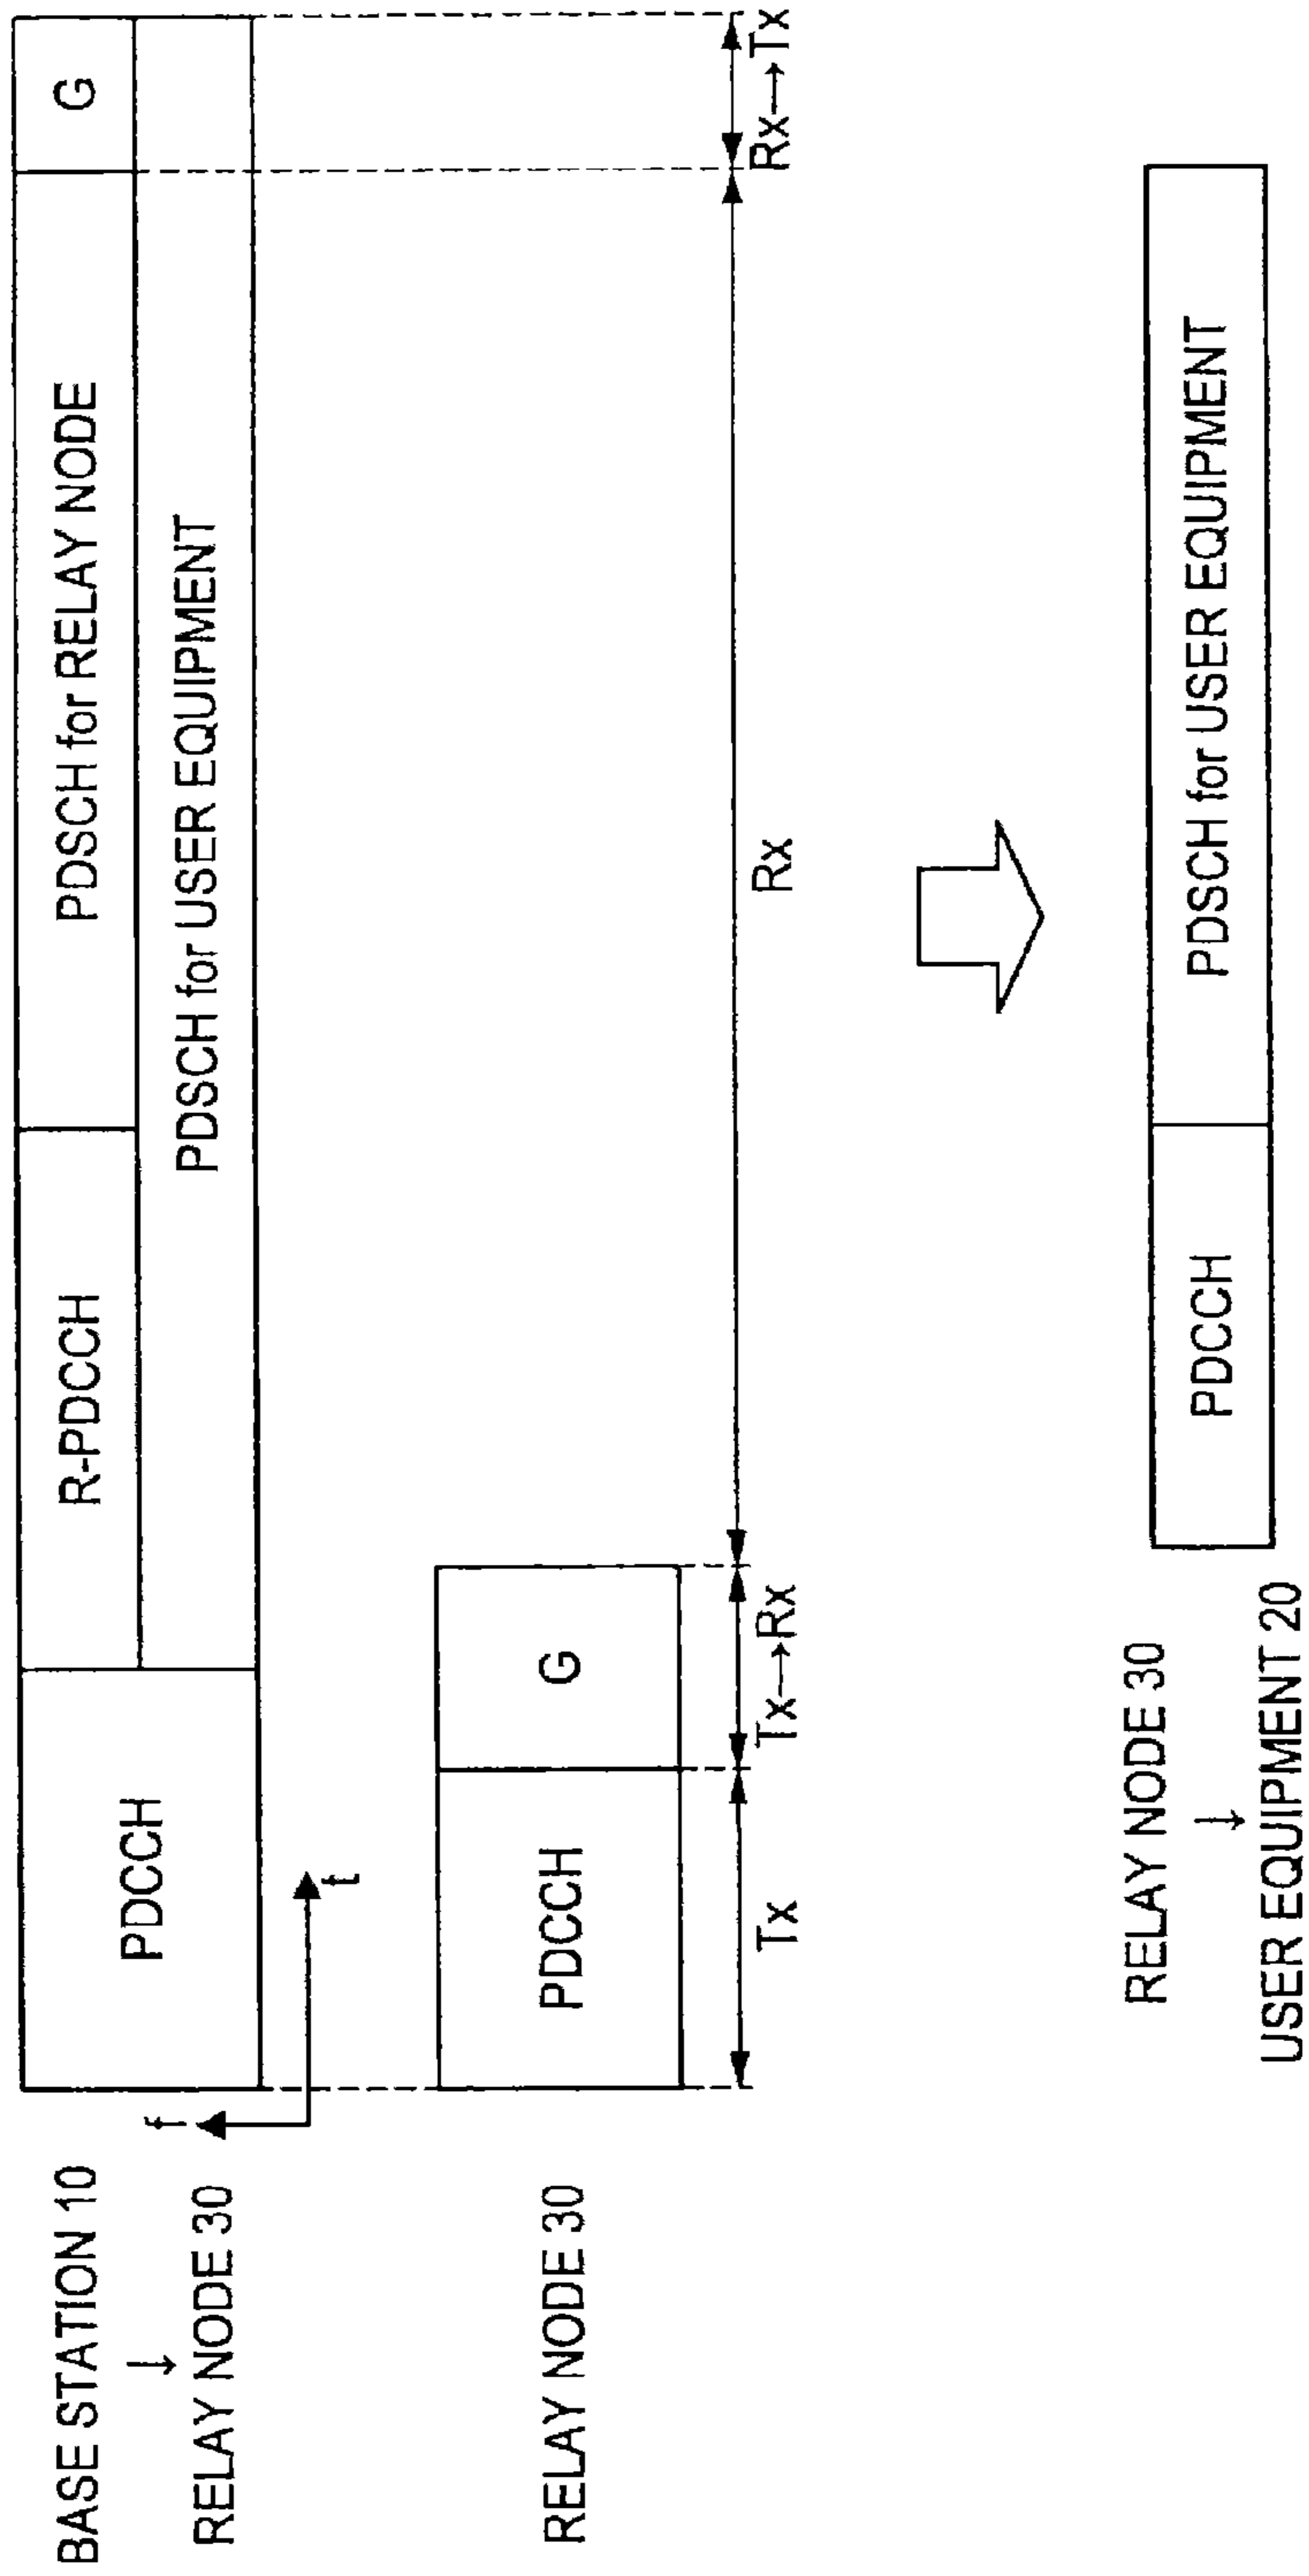 BASE STATION 10
↓
RELAY NODE 30
PDCCH
R-PDCCH
PDSCH for RELAY NODE
G
PDSCH for USER EQUIPMENT
f
t
RELAY NODE 30
PDCCH
G
Tx
Tx→Rx
Rx
Rx→Tx
RELAY NODE 30
↓
USER EQUIPMENT 20
PDCCH
PDSCH for USER EQUIPMENT